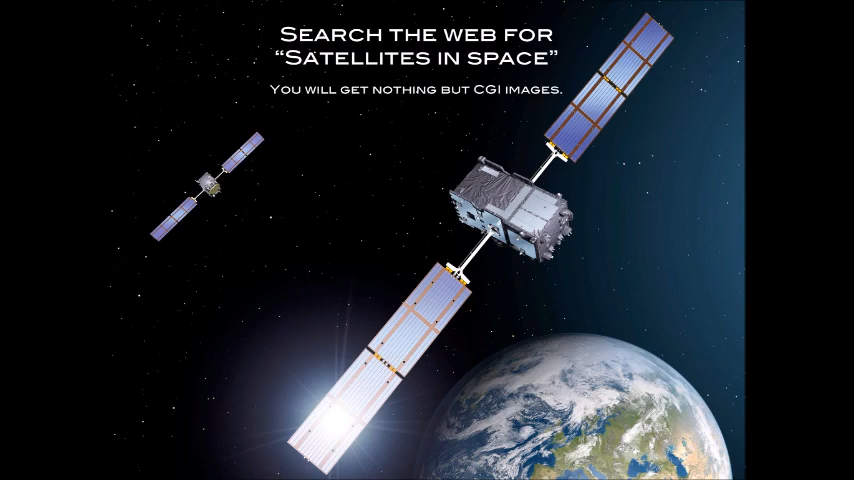 Search the web for
“Satellites in space”
You will get nothing but CGI images.